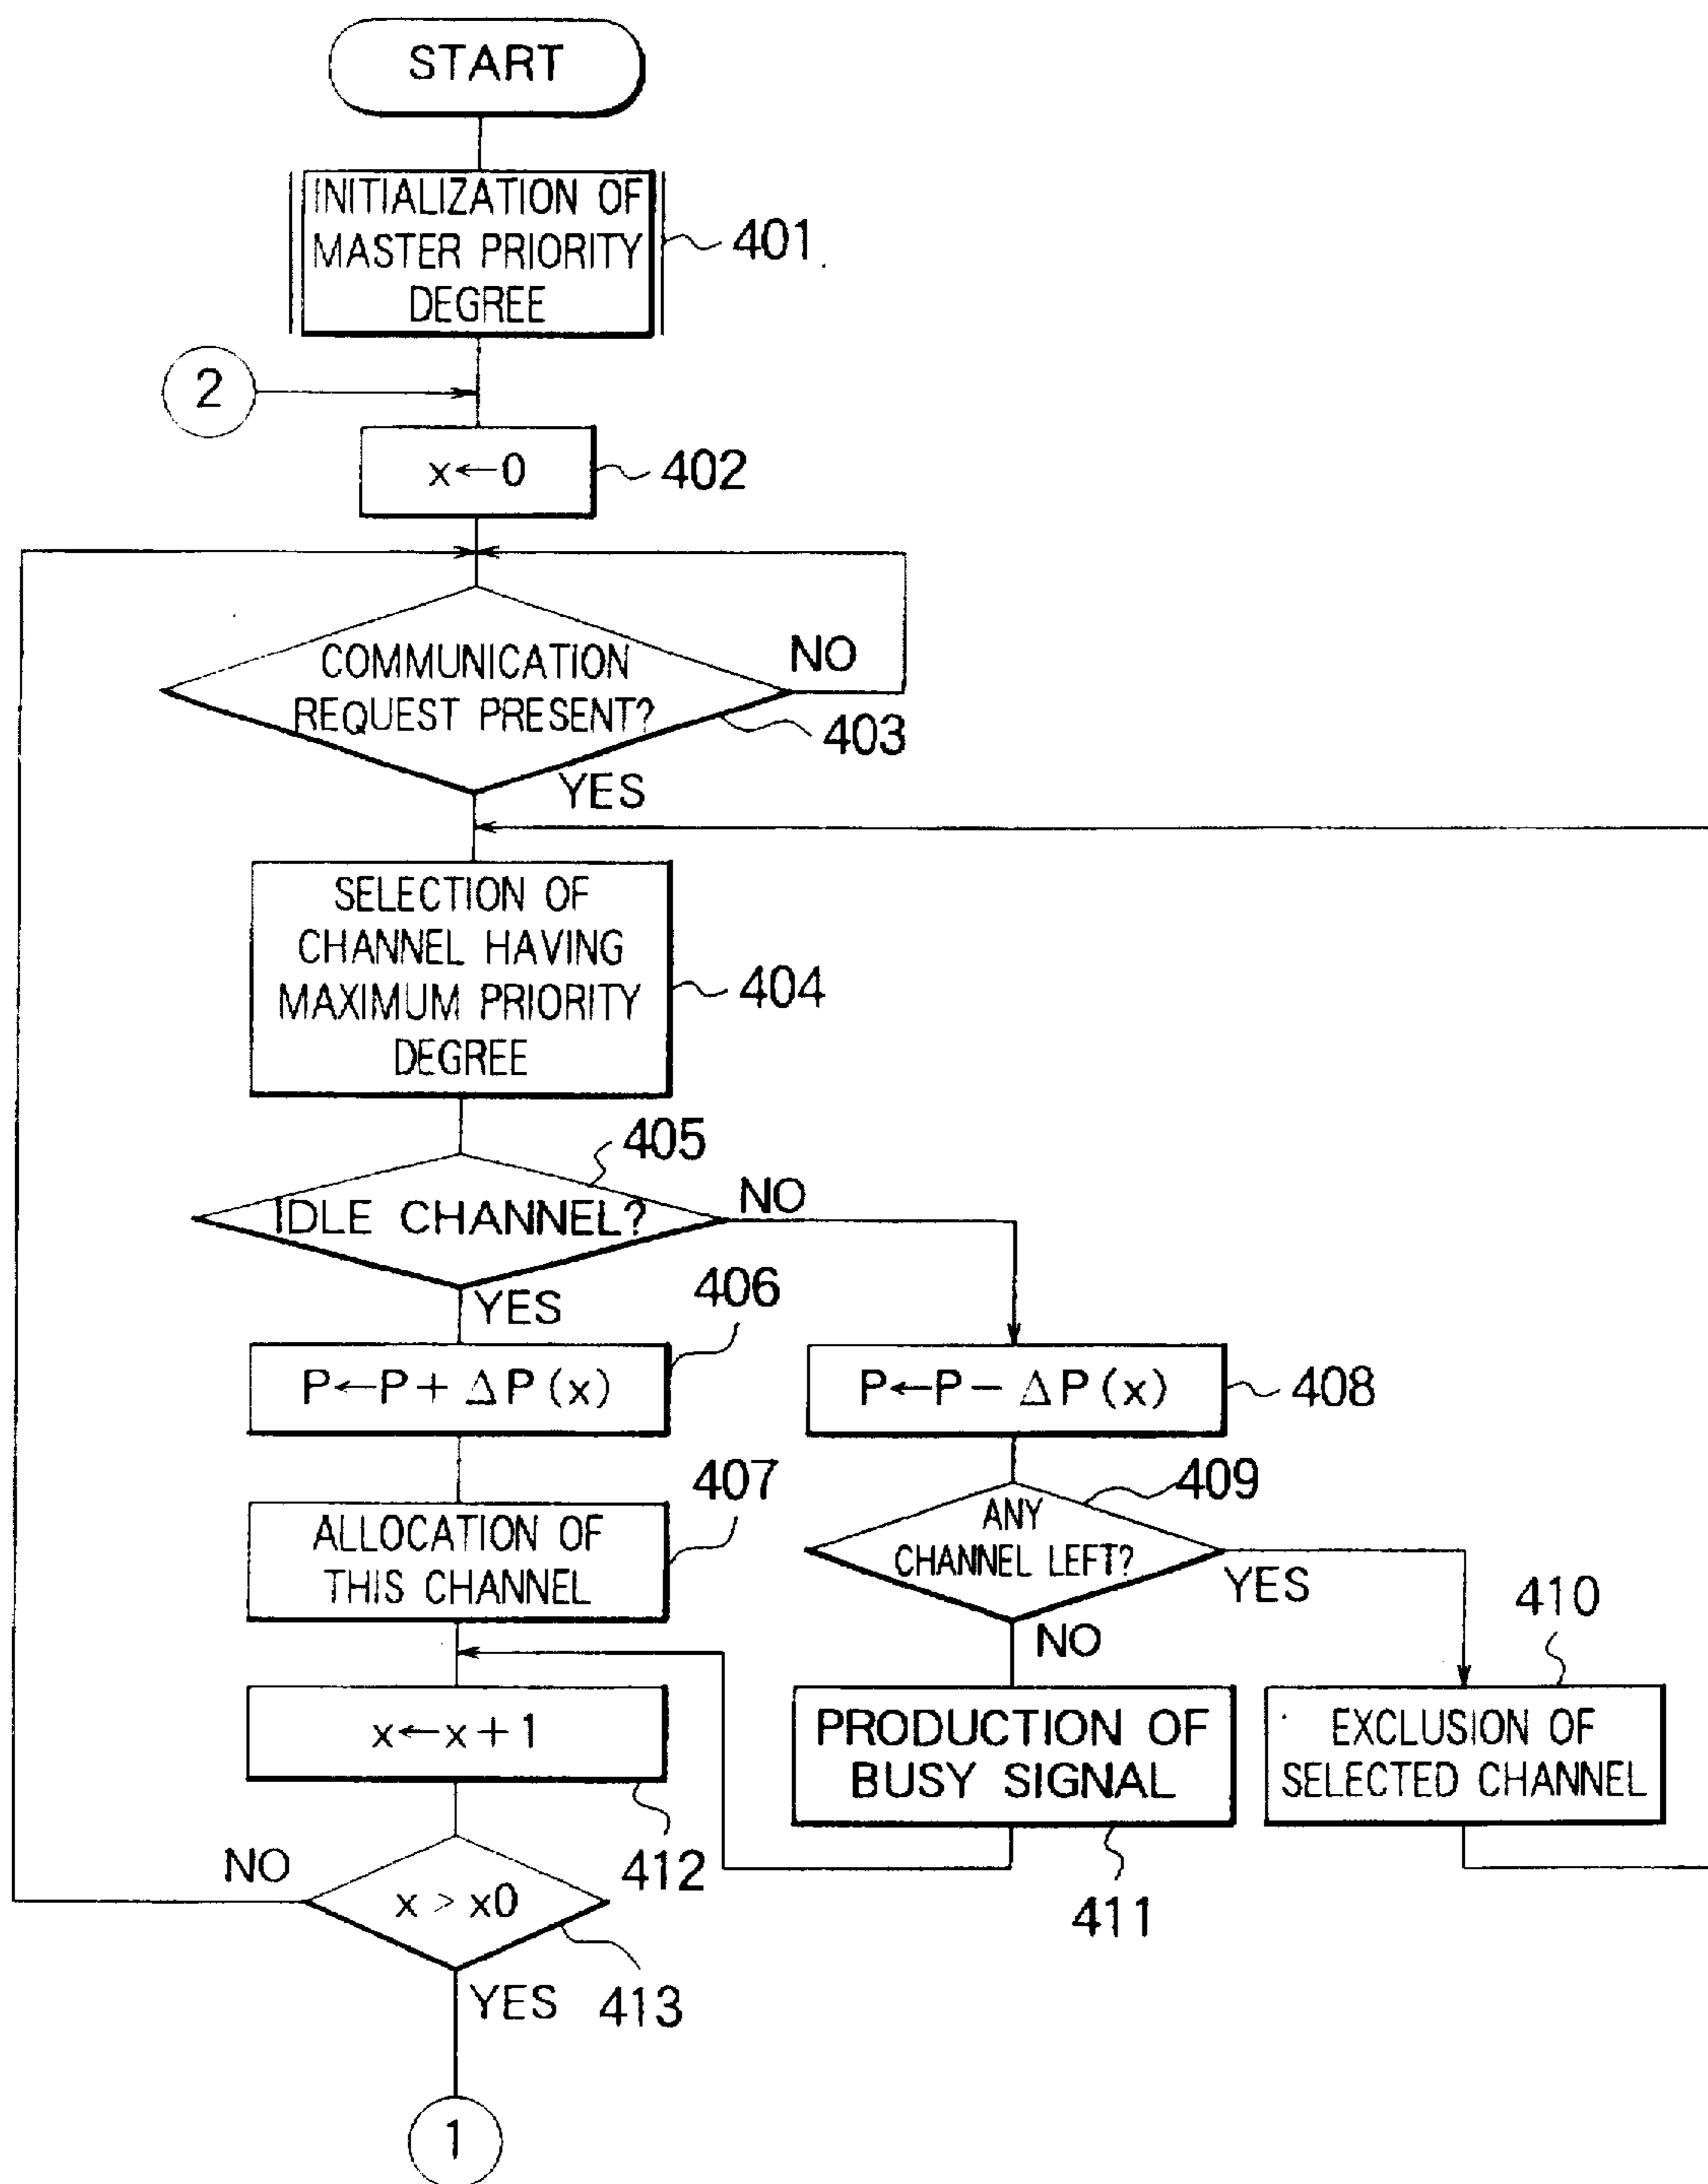 START
INITIALIZATION OF
MASTER PRIORITY
DEGREE
401
2
x←0
402
COMMUNICATION
REQUEST PRESENT?
NO
403
YES
SELECTION OF
CHANNEL HAVING
MAXIMUM PRIORITY
DEGREE
404
405
IDLE CHANNEL?
NO
YES
406
P←P+ ΔP(x)
P←P− ΔP(x)
408
407
409
ALLOCATION OF
THIS CHANNEL
ANY
CHANNEL LEFT?
YES
410
NO
x←x+1
PRODUCTION OF
BUSY SIGNAL
EXCLUSION OF
SELECTED CHANNEL
412
411
NO
x > x0
YES
413
1